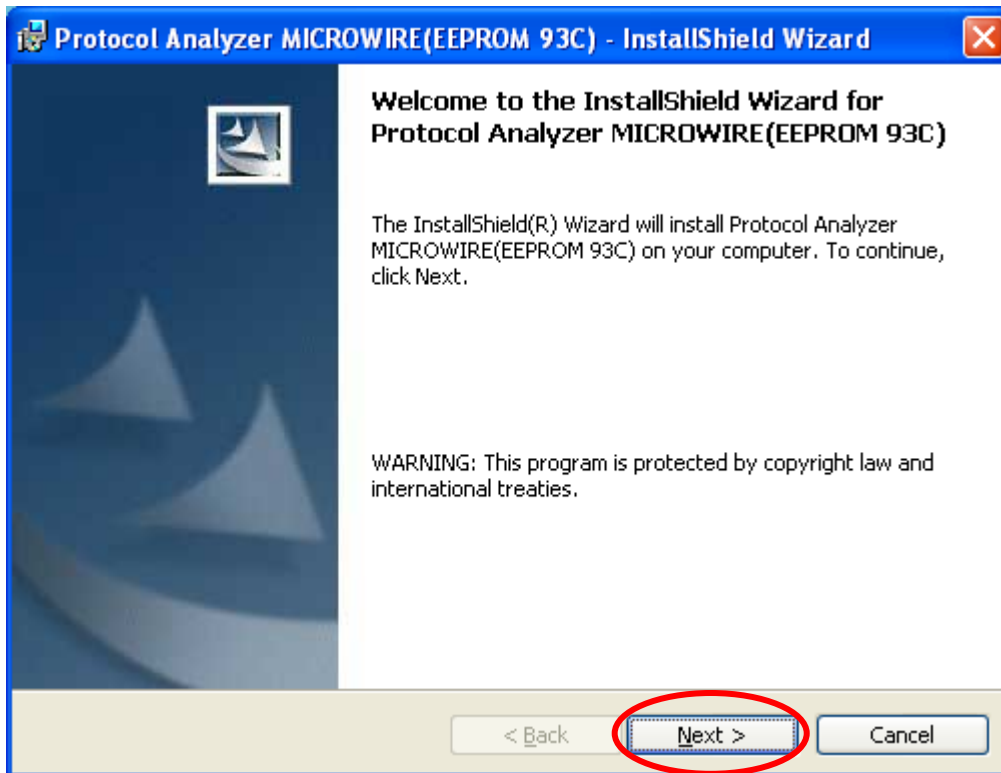 Protocol Analyzer MICROWIRE(EEPROM 93C) - InstallShield Wizard
Welcome to the InstallShield Wizard for
Protocol Analyzer MICROWIRE(EEPROM 93C)
The InstallShield(R) Wizard will install Protocol Analyzer
MICROWIRE(EEPROM 93C) on your computer. To continue,
click Next.
WARNING: This program is protected by copyright law and
international treaties.
< Back Next > Cancel